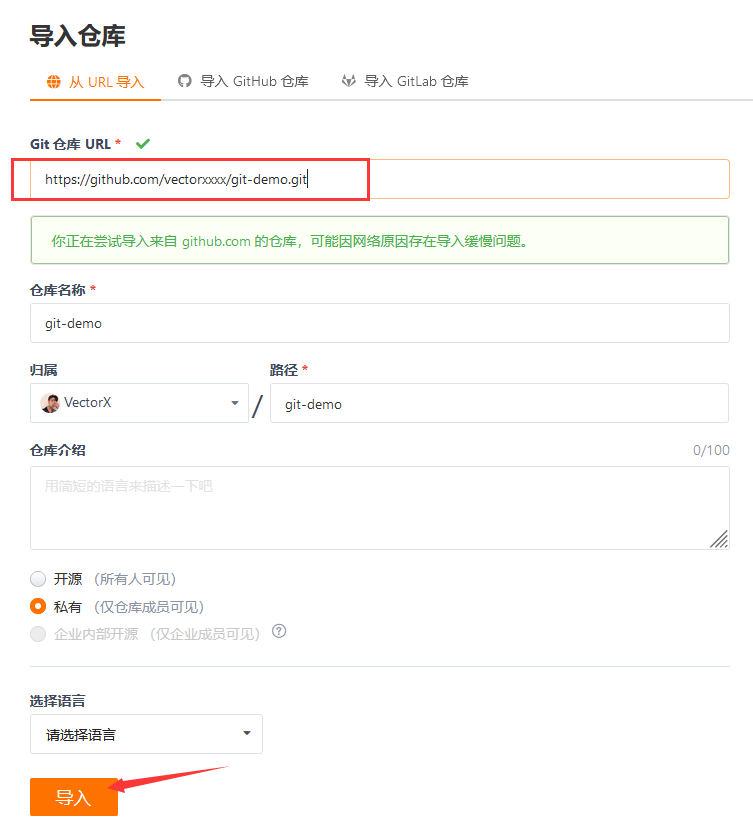 导入仓库
从 URL 导入 导入 GitHub 仓库 导入 GitLab 仓库
Git 仓库 URL *
https://github.com/vectorxxxx/git-demo.git
你正在尝试导入来自 github.com 的仓库，可能因网络原因存在导入缓慢问题。
仓库名称 *
git-demo
归属 路径 *
VectorX / git-demo
仓库介绍 0/100
用简短的语言来描述一下吧
开源 （所有人可见）
私有 （仅仓库成员可见）
企业内部开源 （仅企业成员可见） ?
选择语言
请选择语言
导入